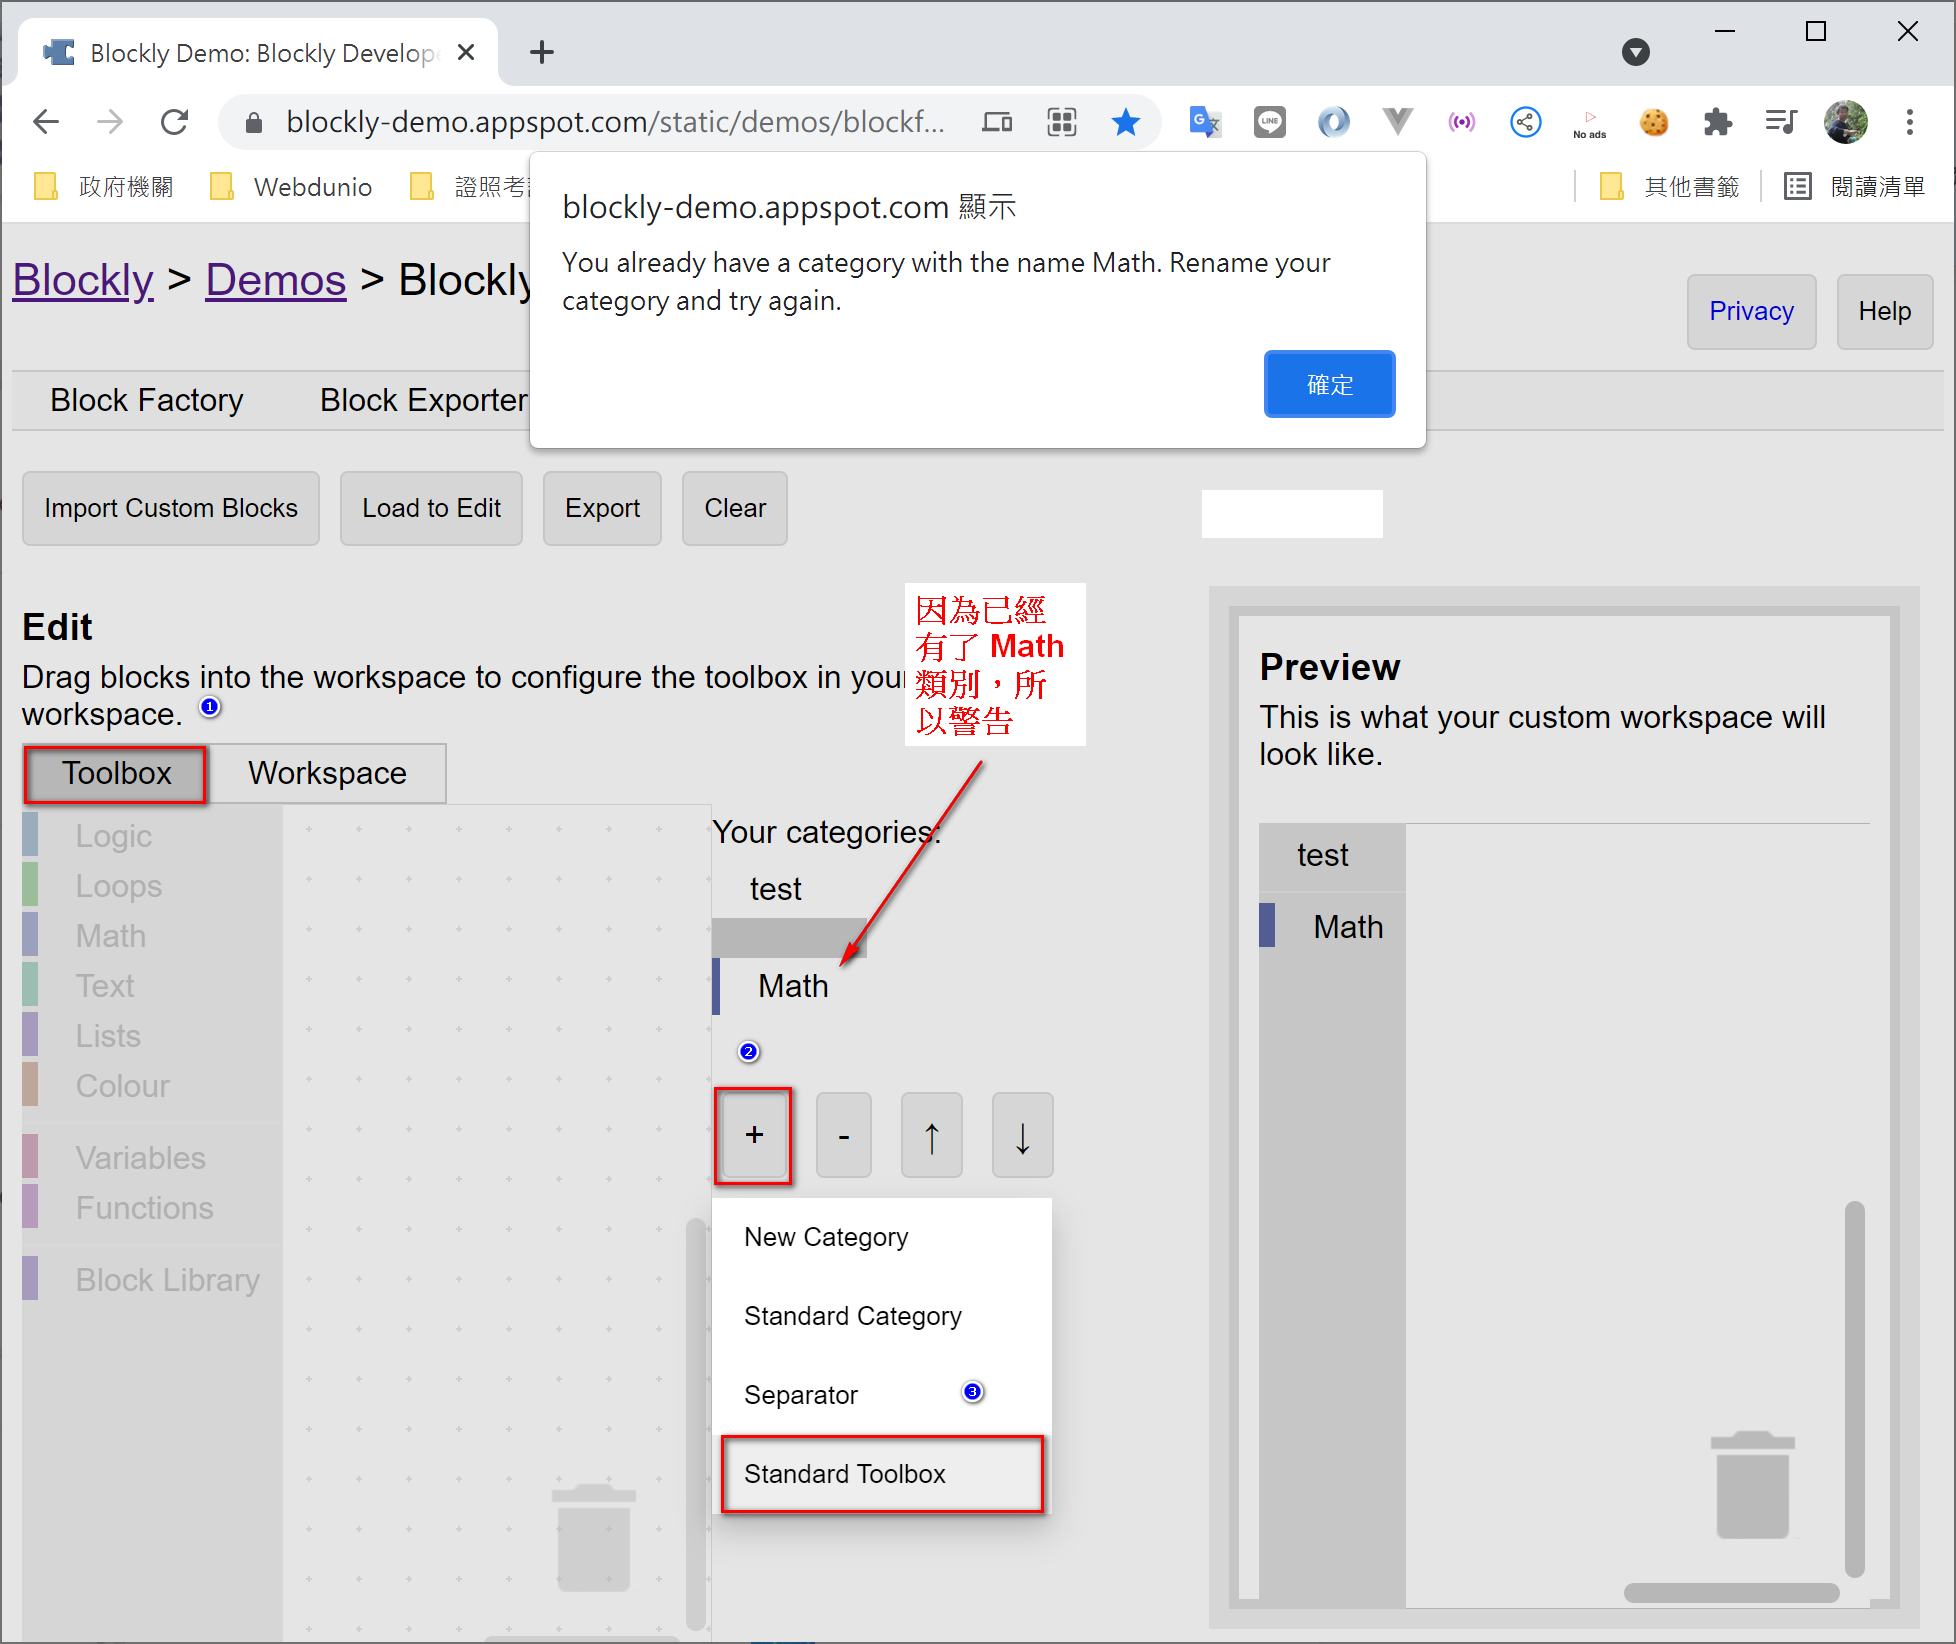 Blockly Demo: Blockly Develope
blockly-demo.appspot.com/static/demos/blockf...
LINE
No ads
政府機關
Webdunio
證照考
其他書籤
閱讀清單
blockly-demo.appspot.com 顯示
You already have a category with the name Math. Rename your
category and try again.
確定
Blockly > Demos > Blockly
Privacy
Help
Block Factory
Block Exporter
Import Custom Blocks
Load to Edit
Export
Clear
Edit
Drag blocks into the workspace to configure the toolbox in your
workspace.
1
因為已經
有了 Math
類別，所
以警告
Toolbox
Workspace
Logic
Loops
Math
Text
Lists
Colour
Variables
Functions
Block Library
Your categories:
test
Math
2
+
-
↑
↓
New Category
Standard Category
Separator
3
Standard Toolbox
Preview
This is what your custom workspace will
look like.
test
Math